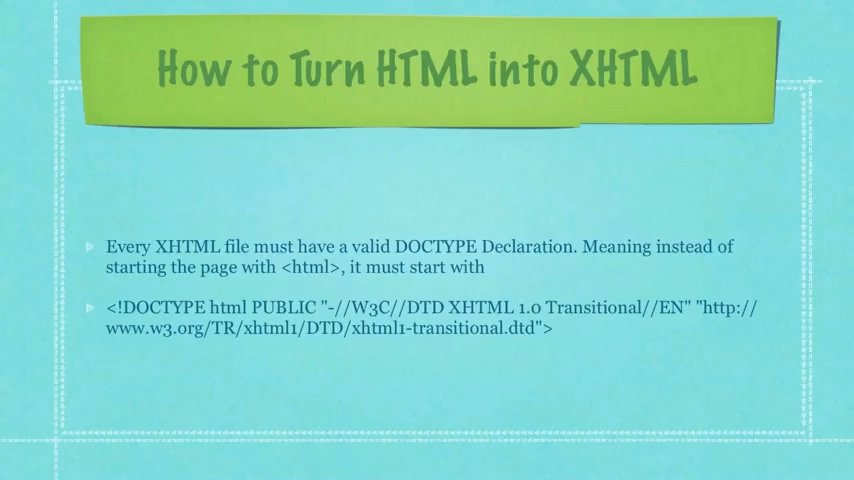 How to Turn HTML into XHTML
Every XHTML file must have a valid DOCTYPE Declaration. Meaning instead of
starting the page with <html>, it must start with
<!DOCTYPE html PUBLIC "-//W3C//DTD XHTML 1.0 Transitional//EN" "http://
www.w3.org/TR/xhtml1/DTD/xhtml1-transitional.dtd">